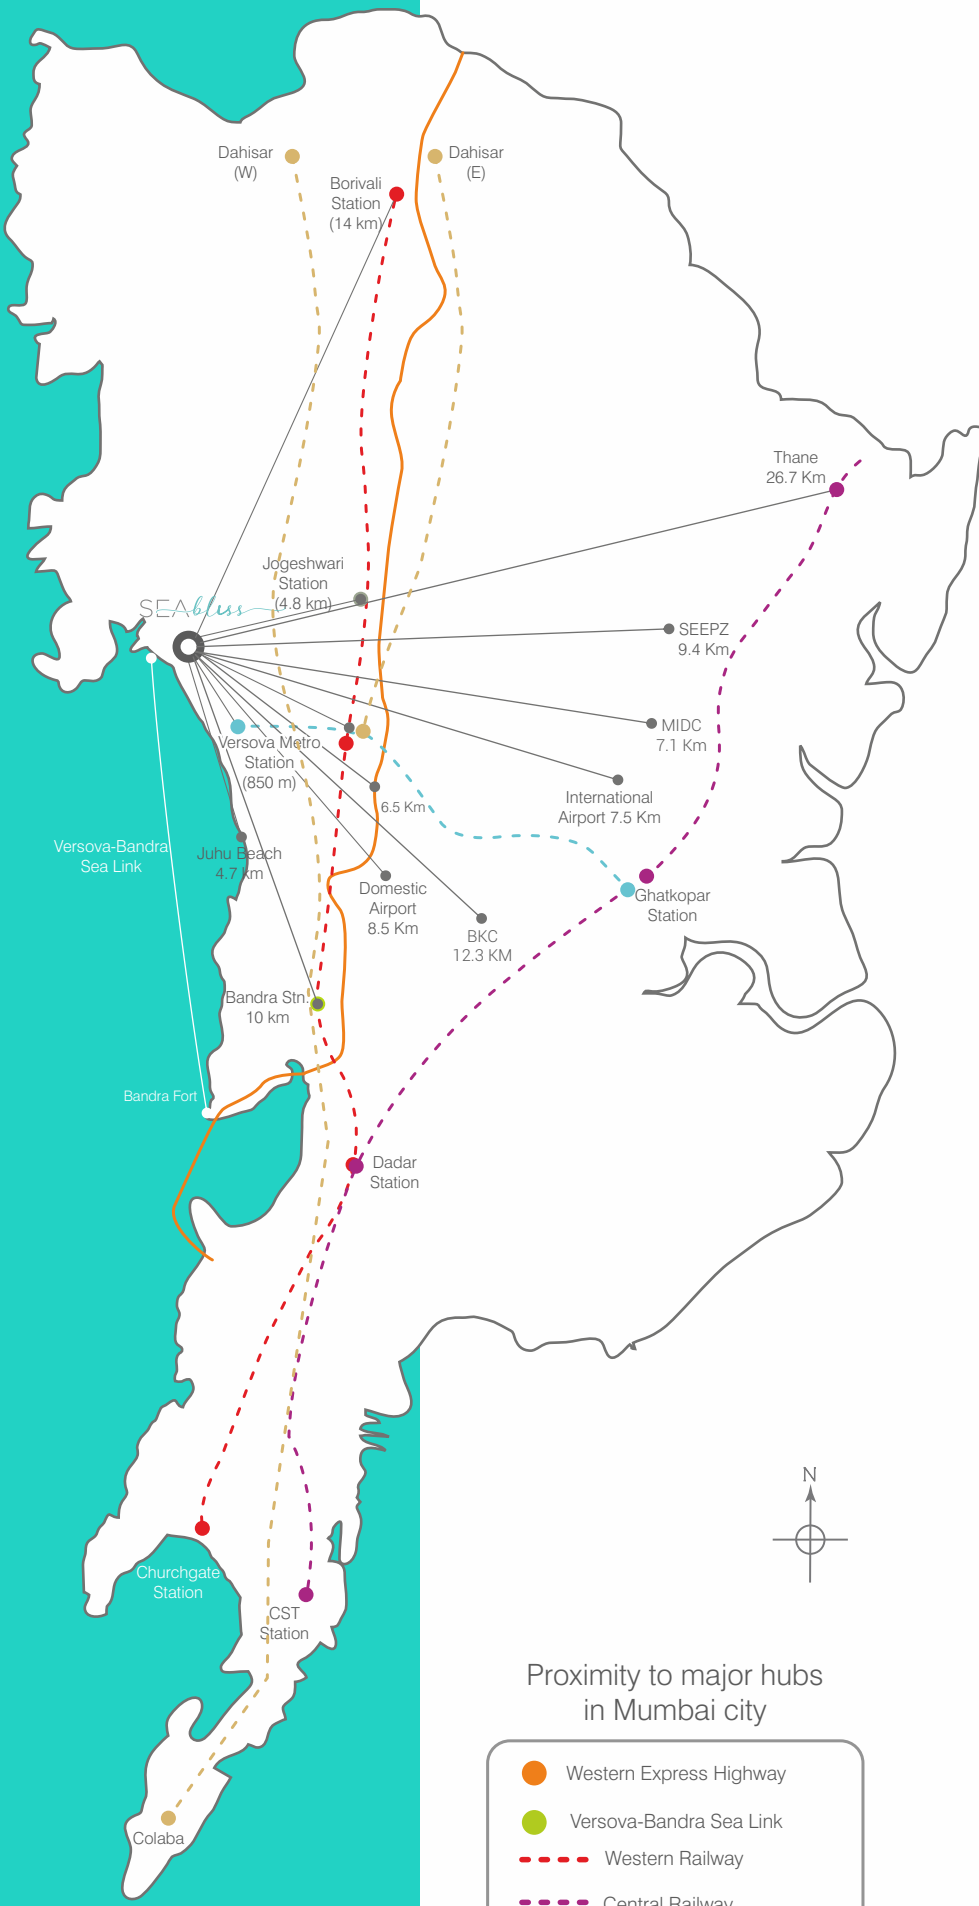 Dahisar
(W)
Dahisar
(E)
Borivali
Station
(14 km)
Thane
26.7 Km
Jogeshwari
Station
(4.8 km)
SEAbliss
SEEPZ
9.4 Km
MIDC
7.1 Km
Versova Metro
Station
(850 m)
International
Airport 7.5 Km
6.5 Km
Versova-Bandra
Sea Link
Juhu Beach
4.7 km
Domestic
Airport
8.5 Km
Ghatkopar
Station
BKC
12.3 KM
Bandra Stn.
10 km
Bandra Fort
Dadar
Station
N
Churchgate
Station
CST
Station
Colaba
Proximity to major hubs
in Mumbai city
Western Express Highway
Versova-Bandra Sea Link
Western Railway
Central Railway